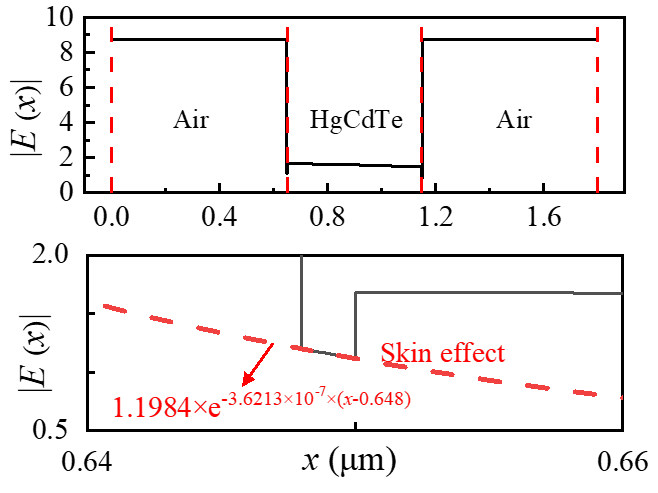 10
8
6
4
2
0
|E (x)|
Air HgCdTe Air
0.0 0.4 0.8 1.2 1.6
2.0
|E (x)|
Skin effect
1.1984×e^-3.6213×10^-7×(x-0.648)
0.5
0.64 x (μm) 0.66